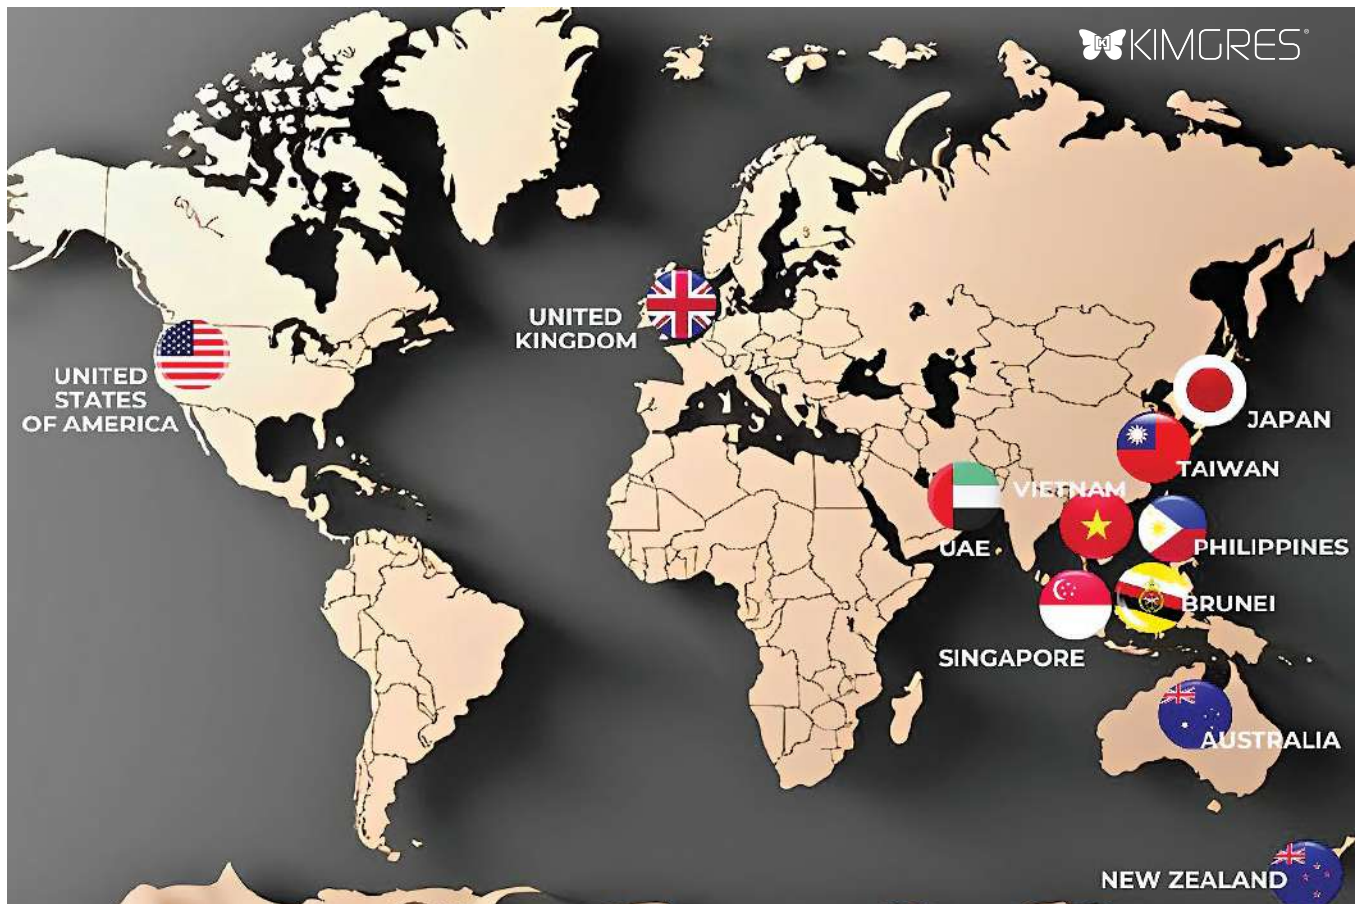 KIMGRES
UNITED
KINGDOM
UNITED
STATES
OF AMERICA
JAPAN
TAIWAN
VIETNAM
UAE
PHILIPPINES
BRUNEI
SINGAPORE
AUSTRALIA
NEW ZEALAND